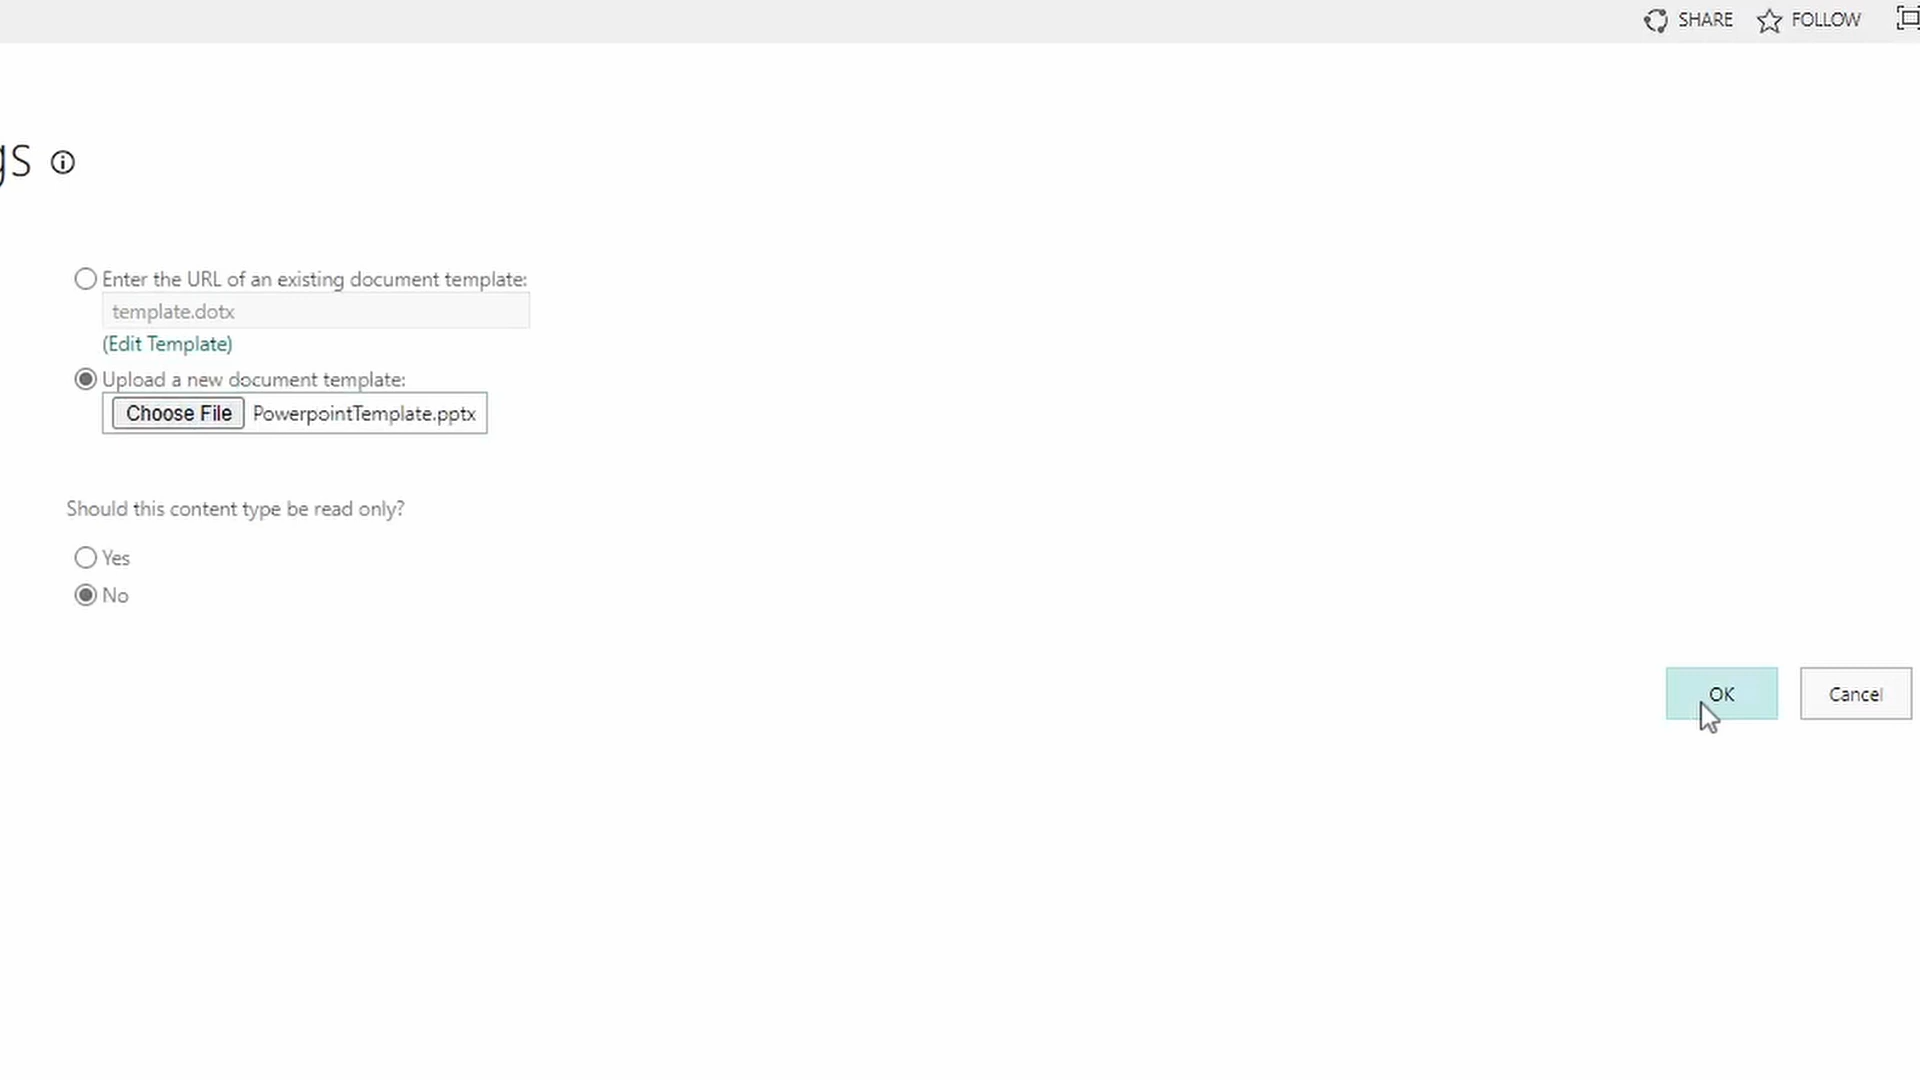 SHARE FOLLOW
gs
Enter the URL of an existing document template:
template.dotx
(Edit Template)
Upload a new document template:
Choose File PowerpointTemplate.pptx
Should this content type be read only?
Yes
No
OK Cancel